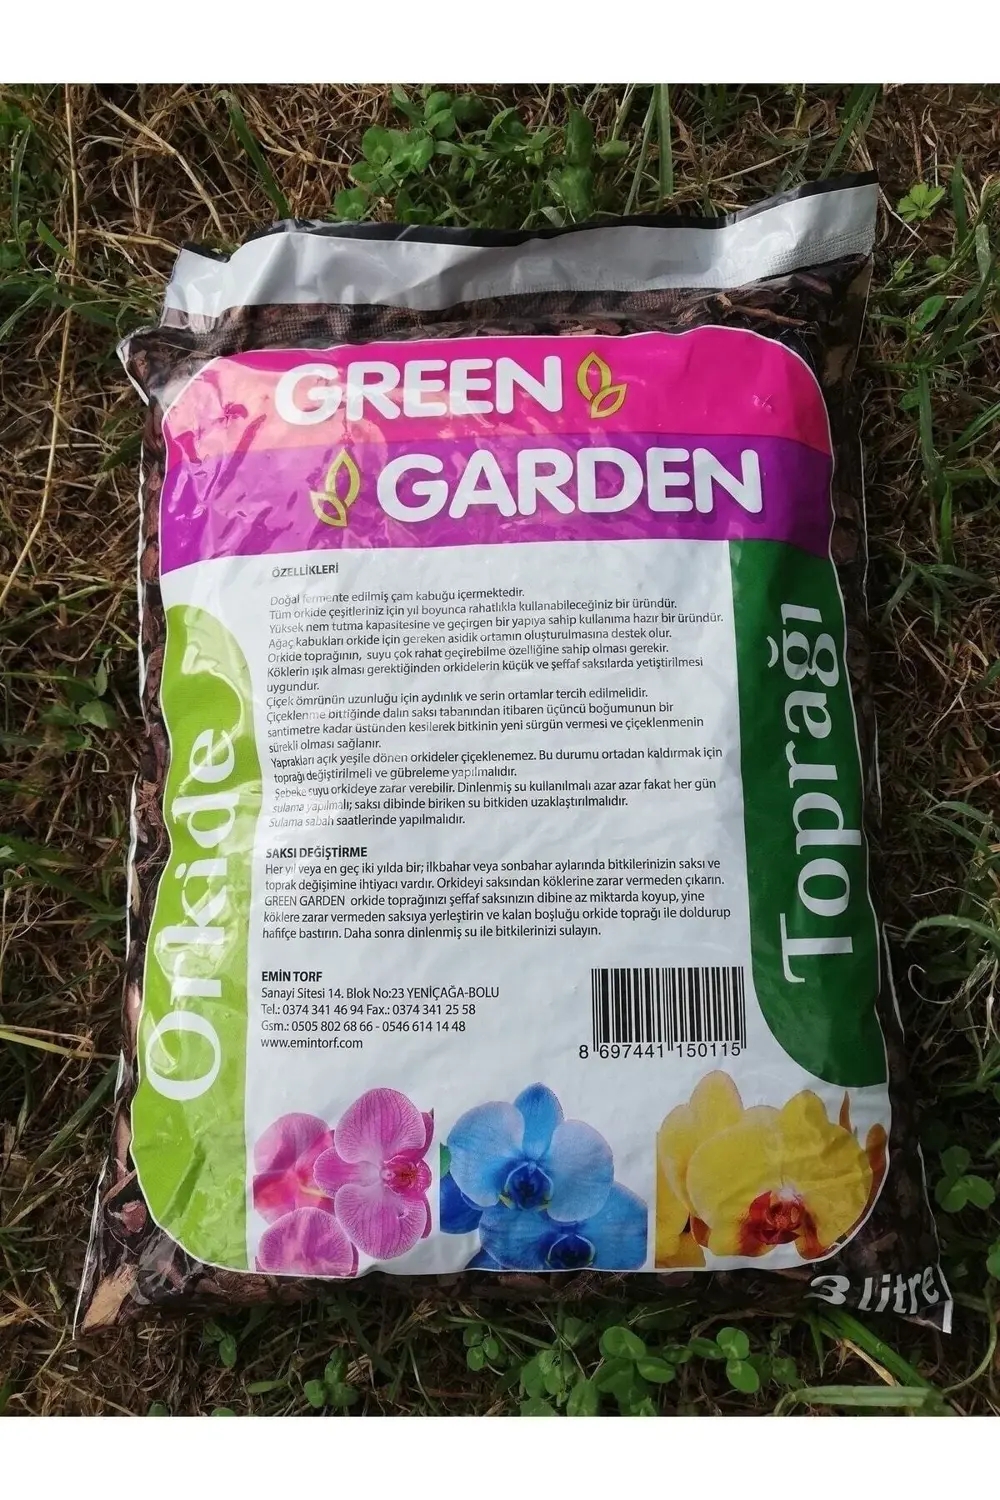 GREEN
GARDEN
Orkide
Toprağı
ÖZELLİKLERİ
Doğal fermente edilmiş çam kabuğu içermektedir.
Tüm orkide çeşitleriniz için yıl boyunca rahatlıkla kullanabileceğiniz bir üründür.
Yüksek nem tutma kapasitesine ve geçirgen bir yapıya sahip kullanıma hazır bir üründür.
Ağaç kabukları orkide için gereken asidik ortamın oluşturulmasına destek olur.
Orkide toprağının, suyu çok rahat geçirebilme özelliğine sahip olması gerekir.
Köklerin ışık alması gerektiğinden orkidelerin küçük ve şeffaf saksılarda yetiştirilmesi
uygundur.
Çiçek ömrünün uzunluğu için aydınlık ve serin ortamlar tercih edilmelidir.
Çiçeklenme bittiğinde dalın saksı tabanından itibaren üçüncü boğumunun bir
santimetre kadar üstünden kesilerek bitkinin yeni sürgün vermesi ve çiçeklenmenin
sürekli olması sağlanır.
Yaprakları açık yeşile dönen orkideler çiçeklenemez. Bu durumu ortadan kaldırmak için
toprağı değiştirilmeli ve gübreleme yapılmalıdır.
Şebeke suyu orkideye zarar verebilir. Dinlenmiş su kullanılmalı azar azar fakat her gün
sulama yapılmalı; saksı dibinde biriken su bitkiden uzaklaştırılmalıdır.
Sulama sabah saatlerinde yapılmalıdır.
SAKSI DEĞİŞTİRME
Her yıl veya en geç iki yılda bir; ilkbahar veya sonbahar aylarında bitkilerinizin saksı ve
toprak değişimine ihtiyacı vardır. Orkideyi saksından köklerine zarar vermeden çıkarın.
GREEN GARDEN orkide toprağınızı şeffaf saksınızın dibine az miktarda koyup, yine
köklere zarar vermeden saksıya yerleştirin ve kalan boşluğu orkide toprağı ile doldurup
hafifçe bastırın. Daha sonra dinlenmiş su ile bitkilerinizi sulayın.
EMİN TORF
Sanayi Sitesi 14. Blok No:23 YENİÇAĞA-BOLU
Tel.: 0374 341 46 94 Fax.: 0374 341 25 58
Gsm.: 0505 802 68 66 - 0546 614 14 48
www.emintorf.com
8 697441 150115
3 litre